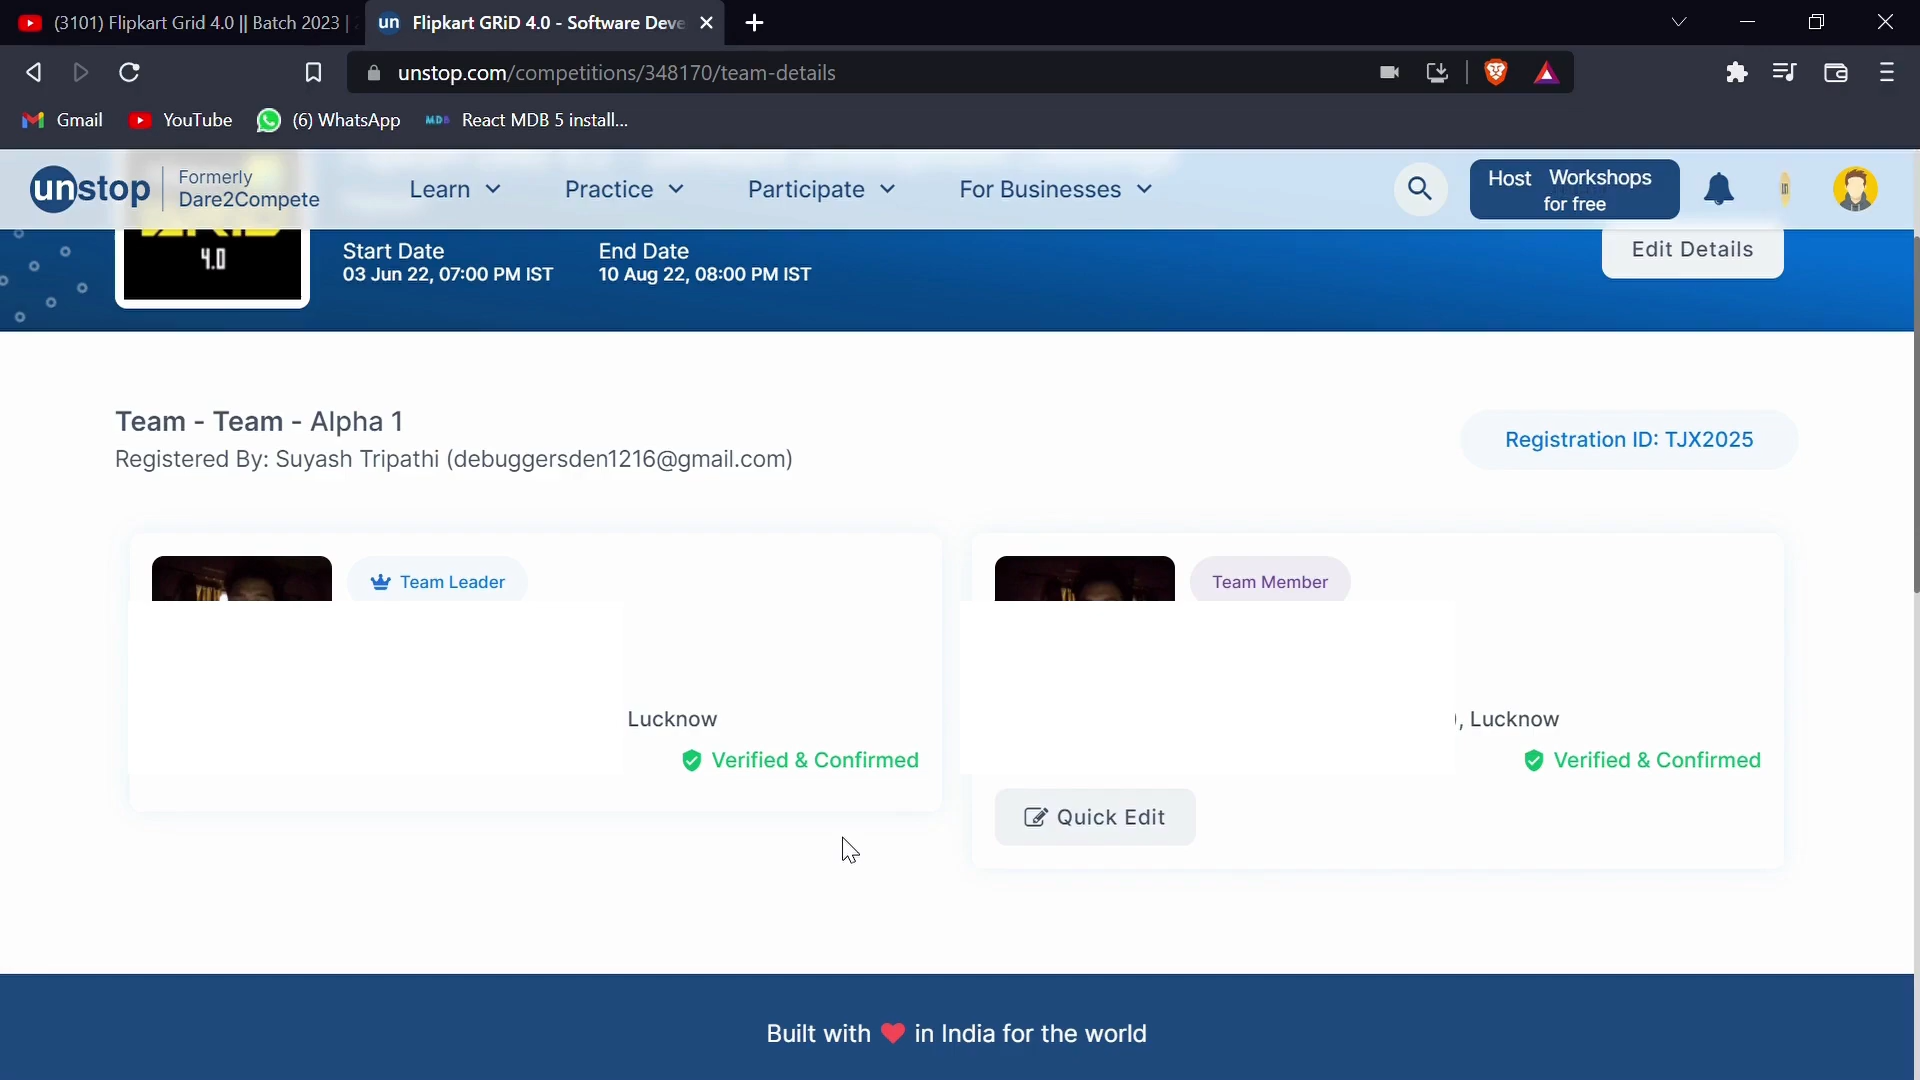 (3101) Flipkart Grid 4.0 || Batch 2023 |
un Flipkart GRiD 4.0 - Software Deve
unstop.com/competitions/348170/team-details
Gmail YouTube (6) WhatsApp MDB React MDB 5 install...
unstop Formerly Dare2Compete
Learn Practice Participate For Businesses
Host Workshops
for free
4.0
Start Date
03 Jun 22, 07:00 PM IST
End Date
10 Aug 22, 08:00 PM IST
Edit Details
Team - Team - Alpha 1
Registered By: Suyash Tripathi (debuggersden1216@gmail.com)
Registration ID: TJX2025
Team Leader
Lucknow
Verified & Confirmed
Team Member
, Lucknow
Verified & Confirmed
Quick Edit
Built with ❤ in India for the world